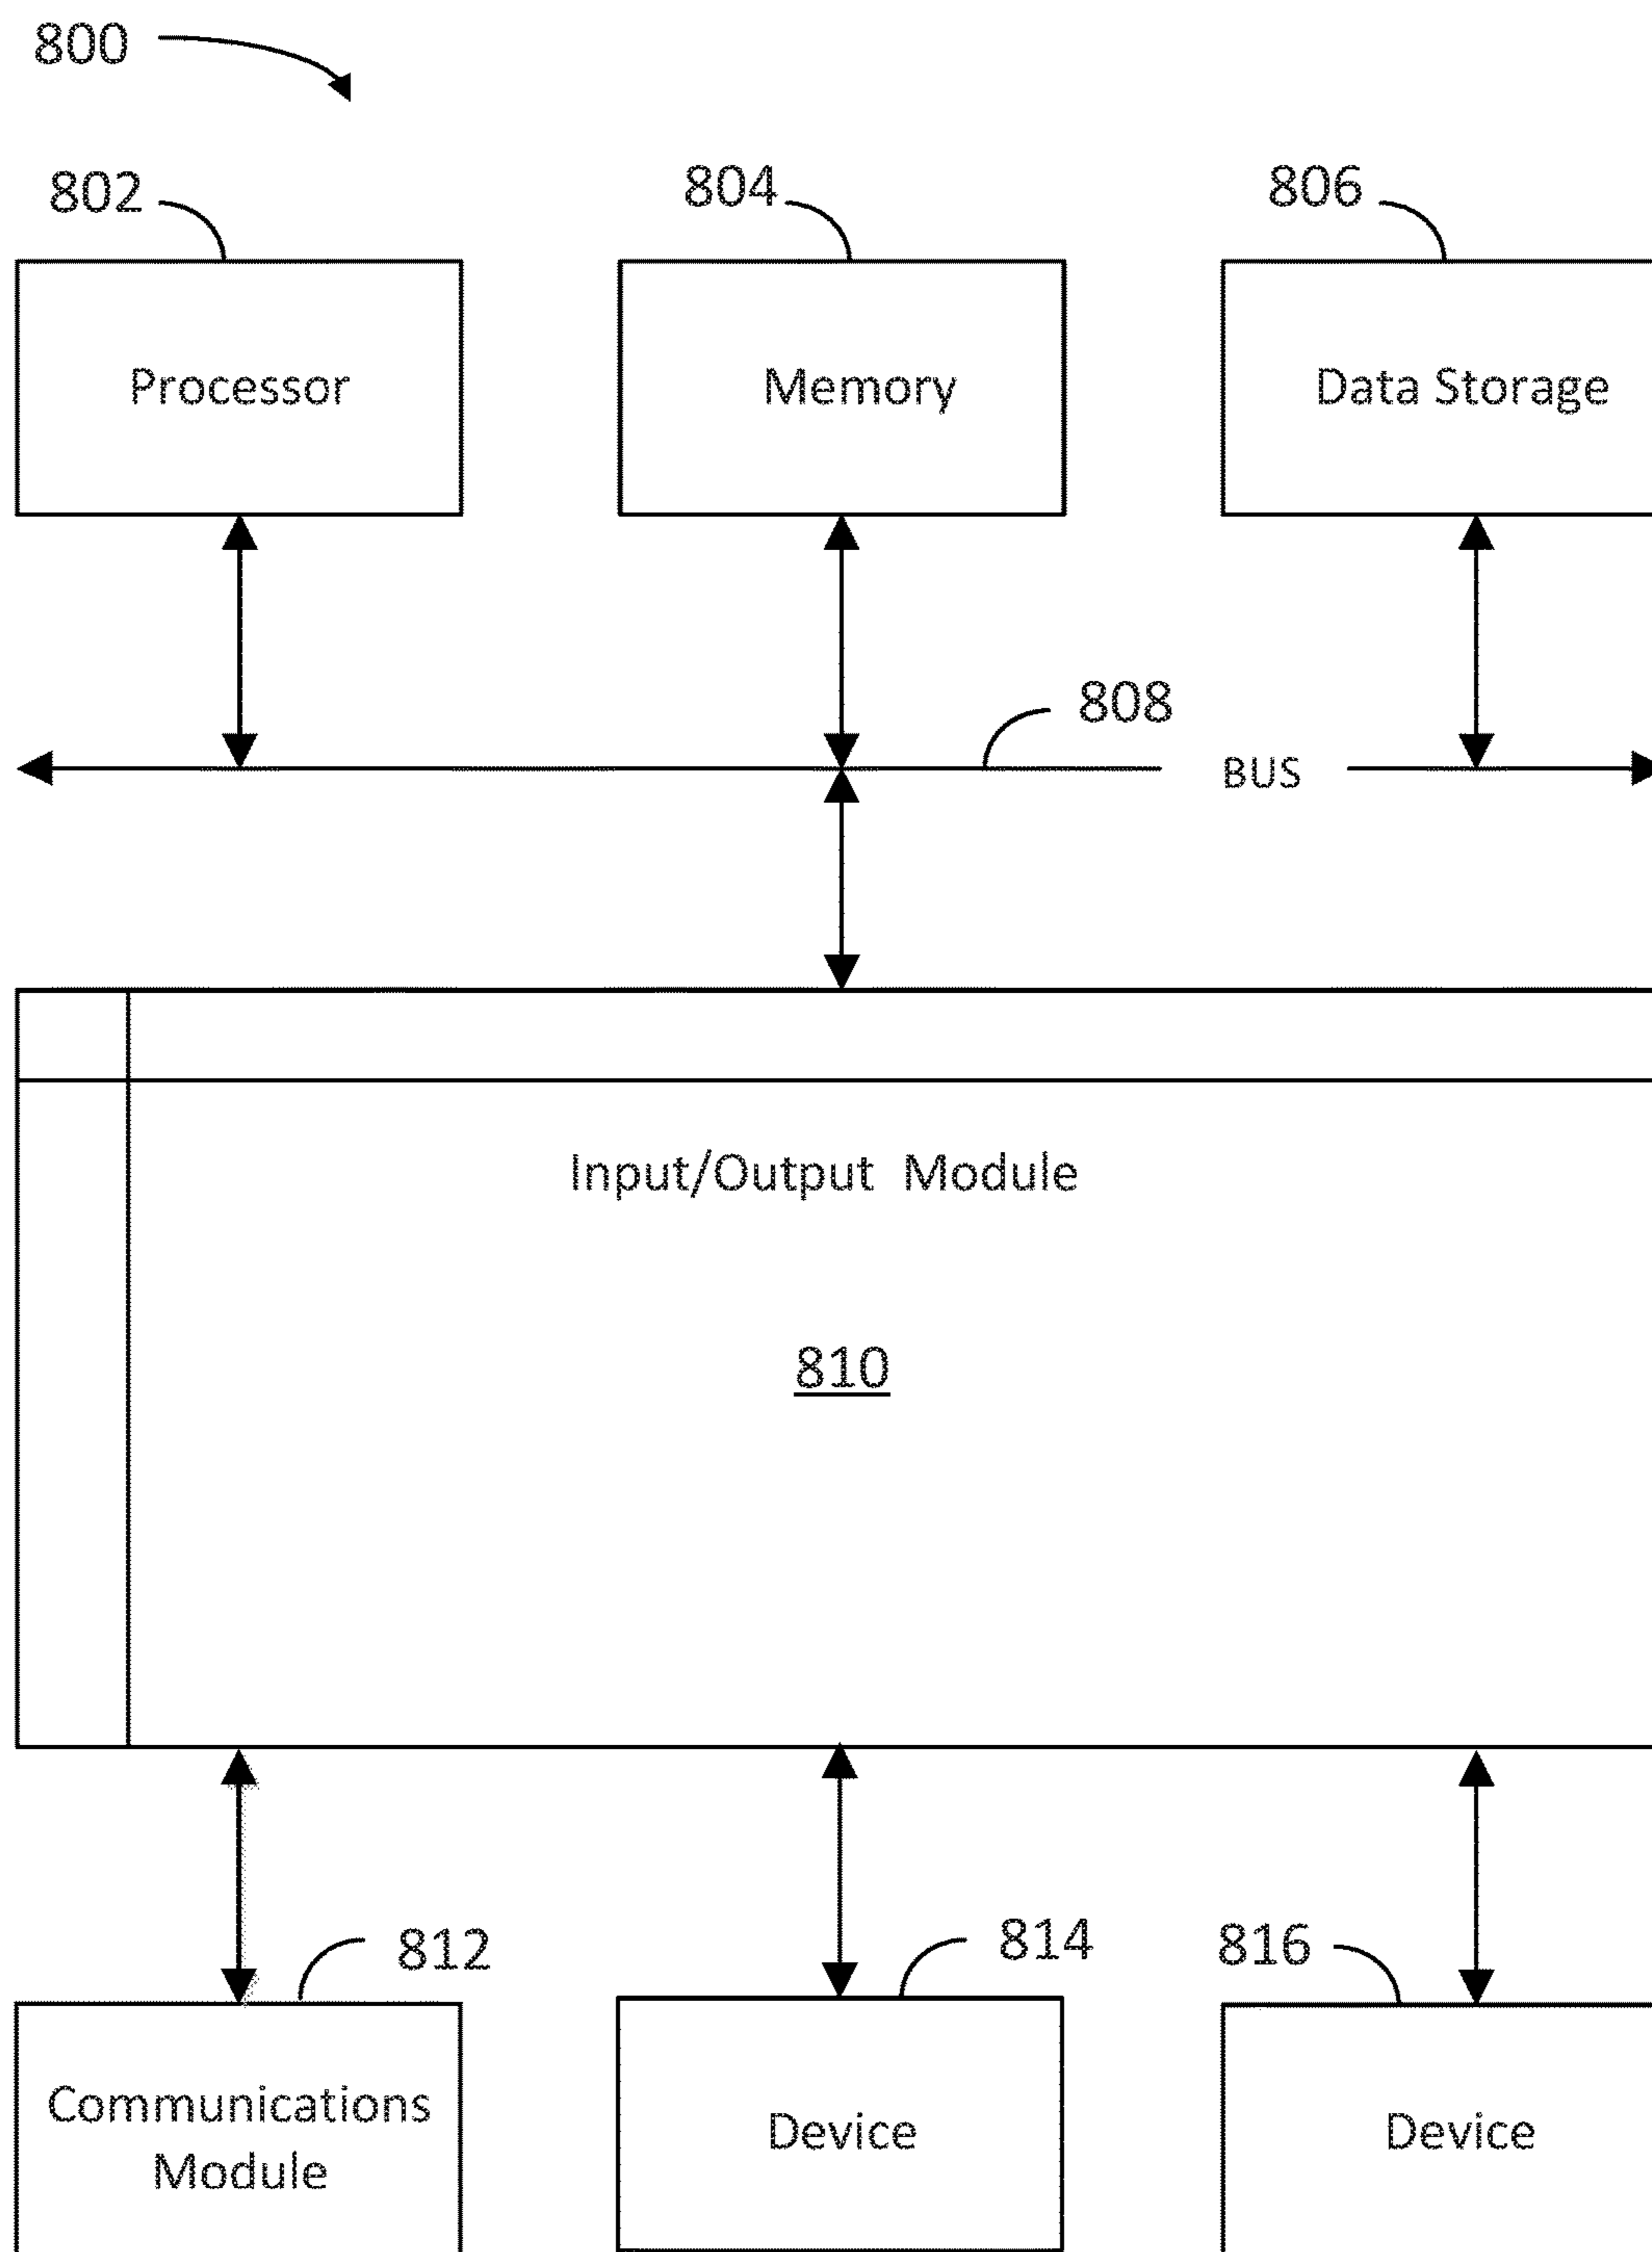 800
802
804
806
Processor
Memory
Data Storage
808
BUS
Input/Output Module
810
812
814
816
Communications
Module
Device
Device